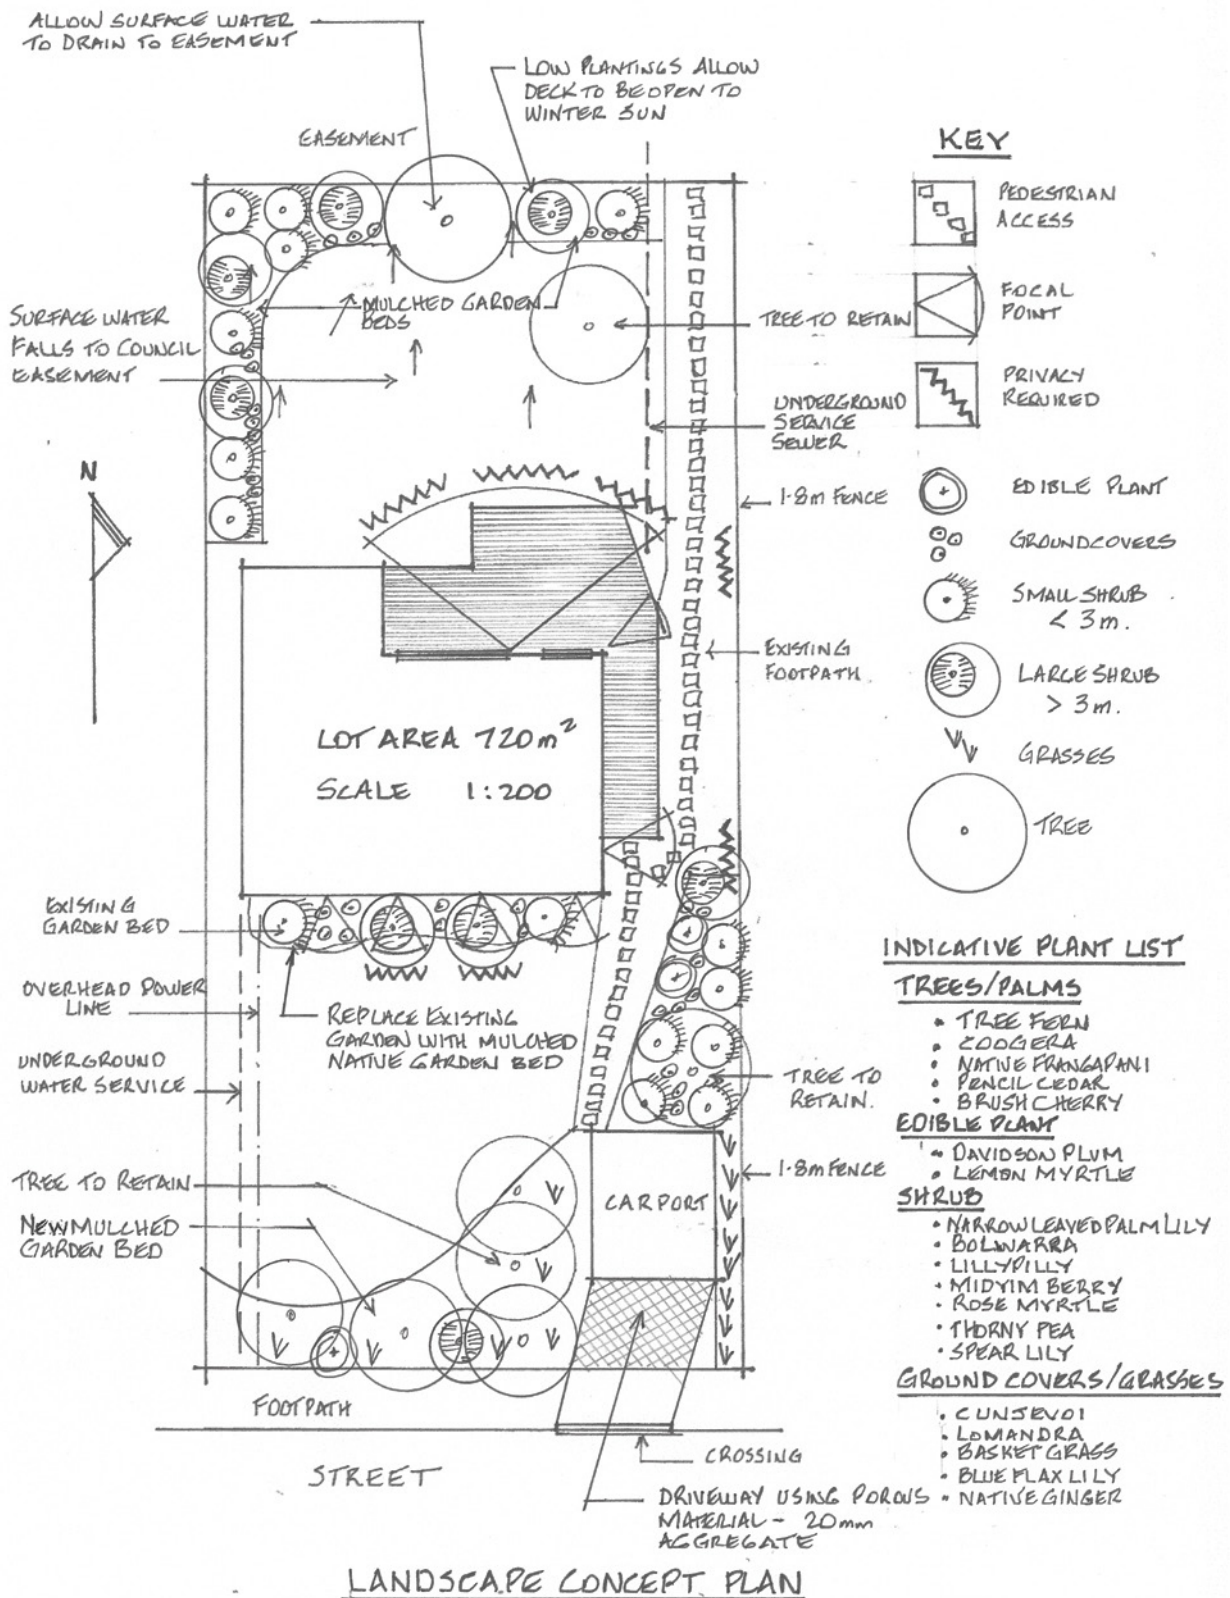 ALLOW SURFACE WATER
TO DRAIN TO EASEMENT
LOW PLANTINGS ALLOW
DECK TO BE OPEN TO
WINTER SUN
EASEMENT
MULCHED GARDEN
BEDS
SURFACE WATER
FALLS TO COUNCIL
EASEMENT
TREE TO RETAIN
UNDERGROUND
SERVICE
SEWER
N
1.8m FENCE
EXISTING
FOOTPATH
LOT AREA 720m²
SCALE 1:200
EXISTING
GARDEN BED
OVERHEAD POWER
LINE
REPLACE EXISTING
GARDEN WITH MULCHED
NATIVE GARDEN BED
UNDERGROUND
WATER SERVICE
TREE TO
RETAIN.
TREE TO RETAIN
1.8m FENCE
CARPORT
NEW MULCHED
GARDEN BED
FOOTPATH
STREET
CROSSING
DRIVEWAY USING POROUS
MATERIAL - 20mm
AGGREGATE
LANDSCAPE CONCEPT PLAN
KEY
PEDESTRIAN
ACCESS
FOCAL
POINT
PRIVACY
REQUIRED
EDIBLE PLANT
GROUNDCOVERS
SMALL SHRUB
< 3m.
LARGE SHRUB
> 3m.
GRASSES
TREE
INDICATIVE PLANT LIST
TREES/PALMS
• TREE FERN
• COOGERA
• NATIVE FRANGAPANI
• PENCIL CEDAR
• BRUSH CHERRY
EDIBLE PLANT
• DAVIDSON PLUM
• LEMON MYRTLE
SHRUB
• NARROW LEAVED PALM LILY
• BOLWARRA
• LILLYPILLY
• MIDYIM BERRY
• ROSE MYRTLE
• THORNY PEA
• SPEAR LILY
GROUND COVERS/GRASSES
• CUNJEVOI
• LOMANDRA
• BASKET GRASS
• BLUE FLAX LILY
• NATIVE GINGER